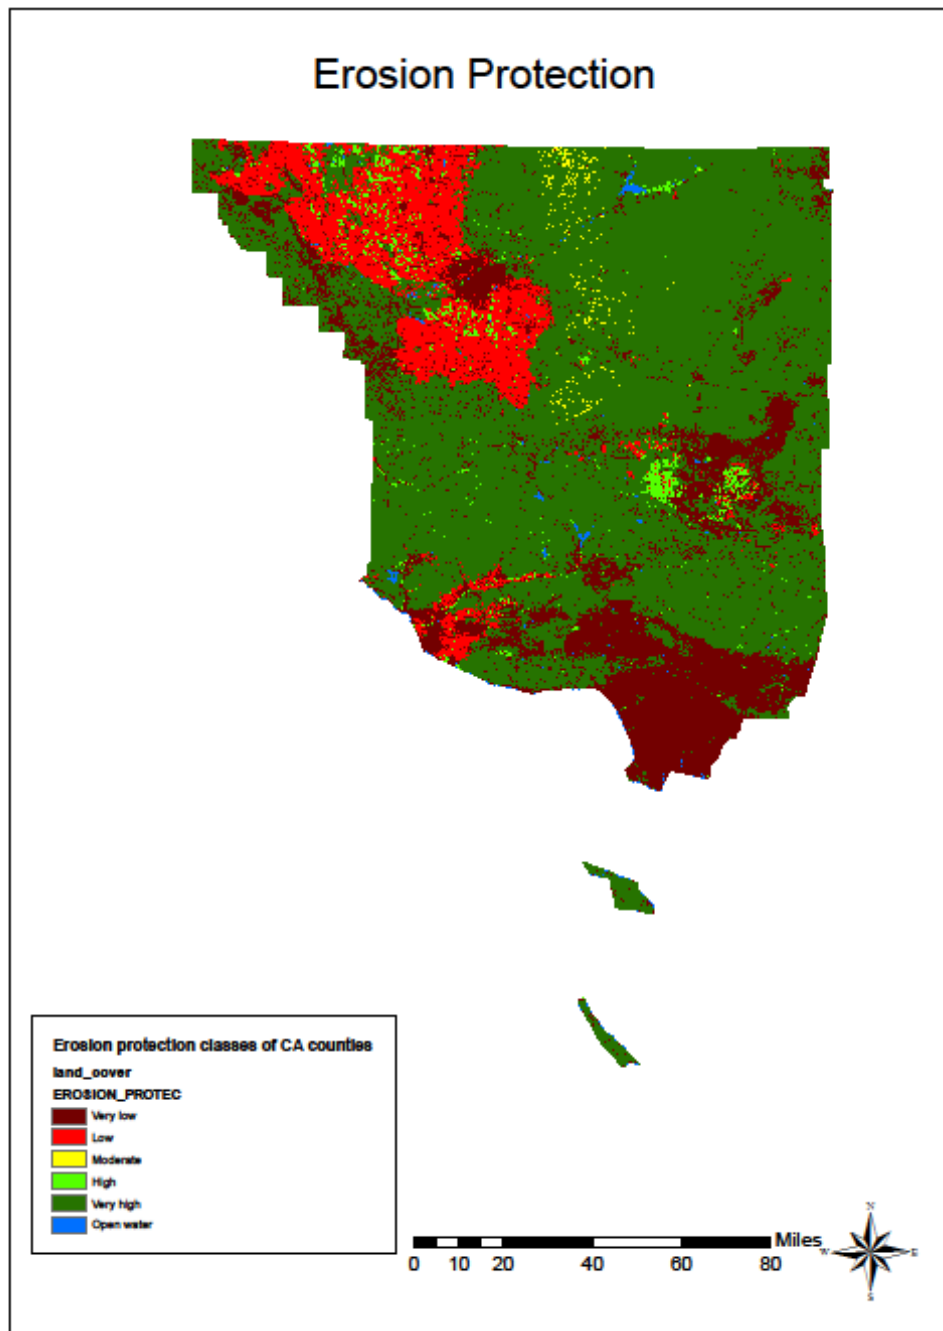 Erosion Protection
Erosion protection classes of CA counties
land_cover
EROSION_PROTEC
Very low
Low
Moderate
High
Very high
Open water
Miles
0 10 20 40 60 80
N
W E
S